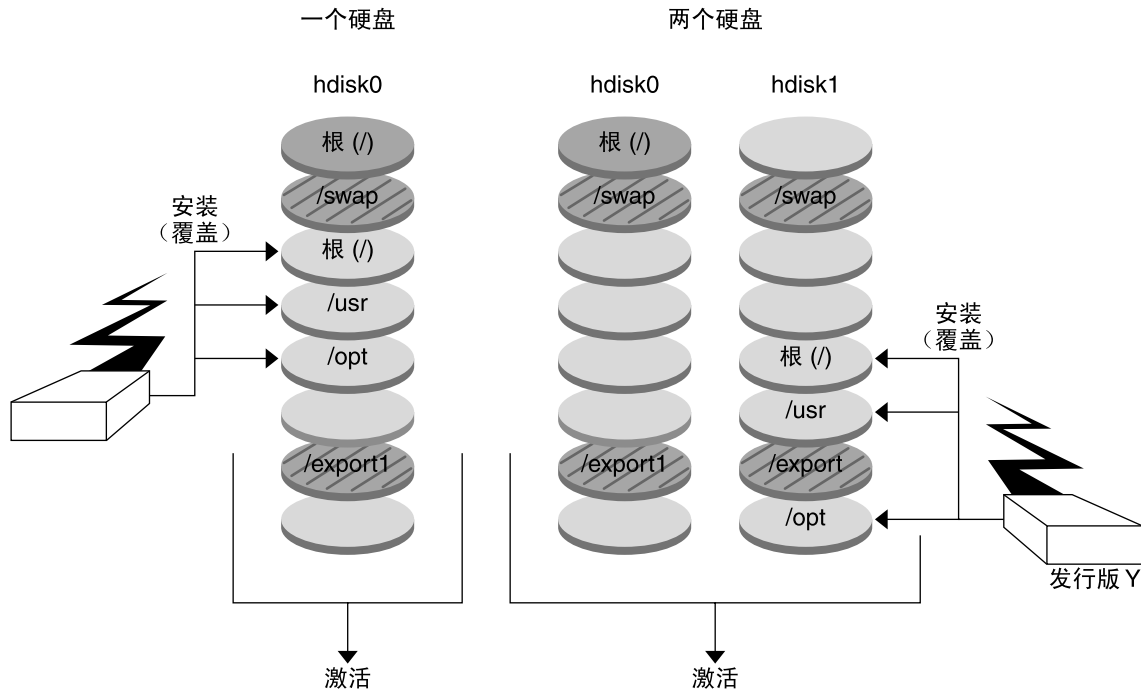 一个硬盘
两个硬盘
hdisk0
hdisk0
hdisk1
根 (/)
/swap
根 (/)
/usr
/opt
/export1
安装
（覆盖）
根 (/)
/swap
/export1
/swap
根 (/)
/usr
/export
/opt
安装
（覆盖）
发行版 Y
激活
激活